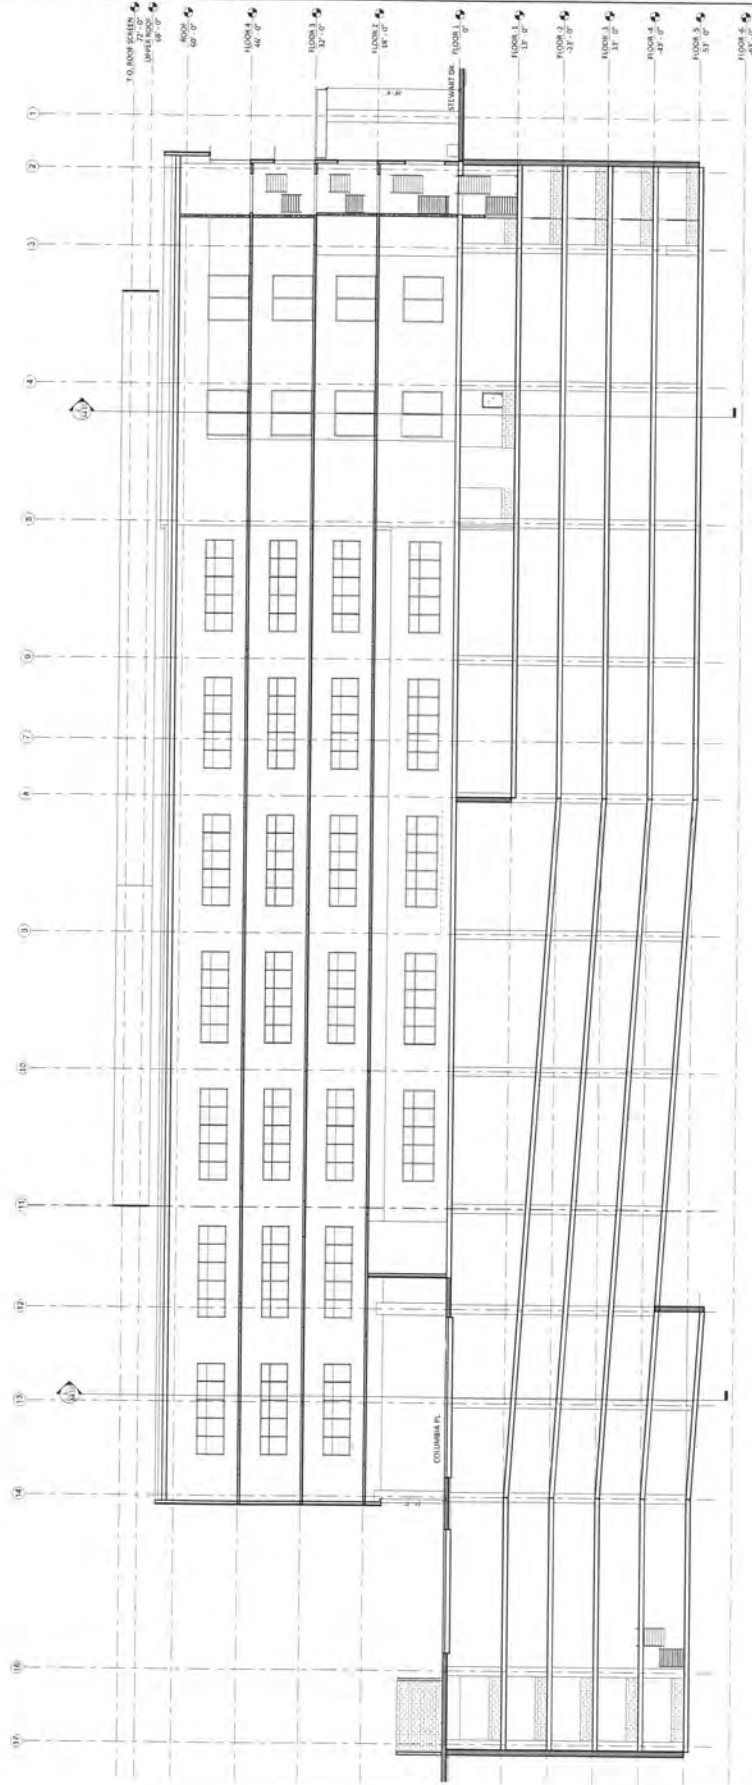 T.O. ROOF SCREEN
77' - 0"
UPPER ROOF
68' - 0"
ROOF
60' - 0"
FLOOR 4
46' - 0"
FLOOR 3
32' - 0"
FLOOR 2
18' - 0"
FLOOR 1
0"
FLOOR -1
-13' - 0"
FLOOR -2
-23' - 0"
FLOOR -3
-33' - 0"
FLOOR -4
-43' - 0"
FLOOR -5
-53' - 0"
FLOOR -6
STEWART DR.
1
2
3
4
5
6
7
8
9
10
11
12
13
14
16
17
COLUMBIA PL